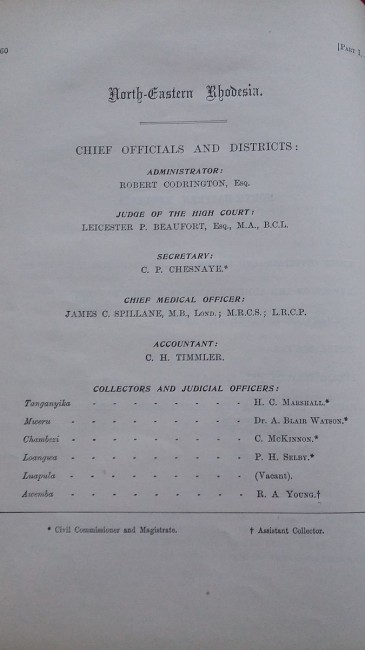 60
[PART 1.
North-Eastern Rhodesia.
CHIEF OFFICIALS AND DISTRICTS:
ADMINISTRATOR:
ROBERT CODRINGTON, Esq.
JUDGE OF THE HIGH COURT:
LEICESTER P. BEAUFORT, Esq., M.A., B.C.L.
SECRETARY:
C. P. CHESNAYE.*
CHIEF MEDICAL OFFICER:
JAMES C. SPILLANE, M.B., LOND.; M.R.C.S.; L.R.C.P.
ACCOUNTANT:
C. H. TIMMLER.
COLLECTORS AND JUDICIAL OFFICERS:
Tanganyika - - - - - - - - H. C. MARSHALL.*
Mweru - - - - - - - - Dr. A. BLAIR WATSON.*
Chambezi - - - - - - - - C. MCKINNON.*
Loangwa - - - - - - - - P. H. SELBY.*
Luapula - - - - - - - - (Vacant).
Awemba - - - - - - - - R. A. YOUNG.†
* Civil Commissioner and Magistrate. † Assistant Collector.